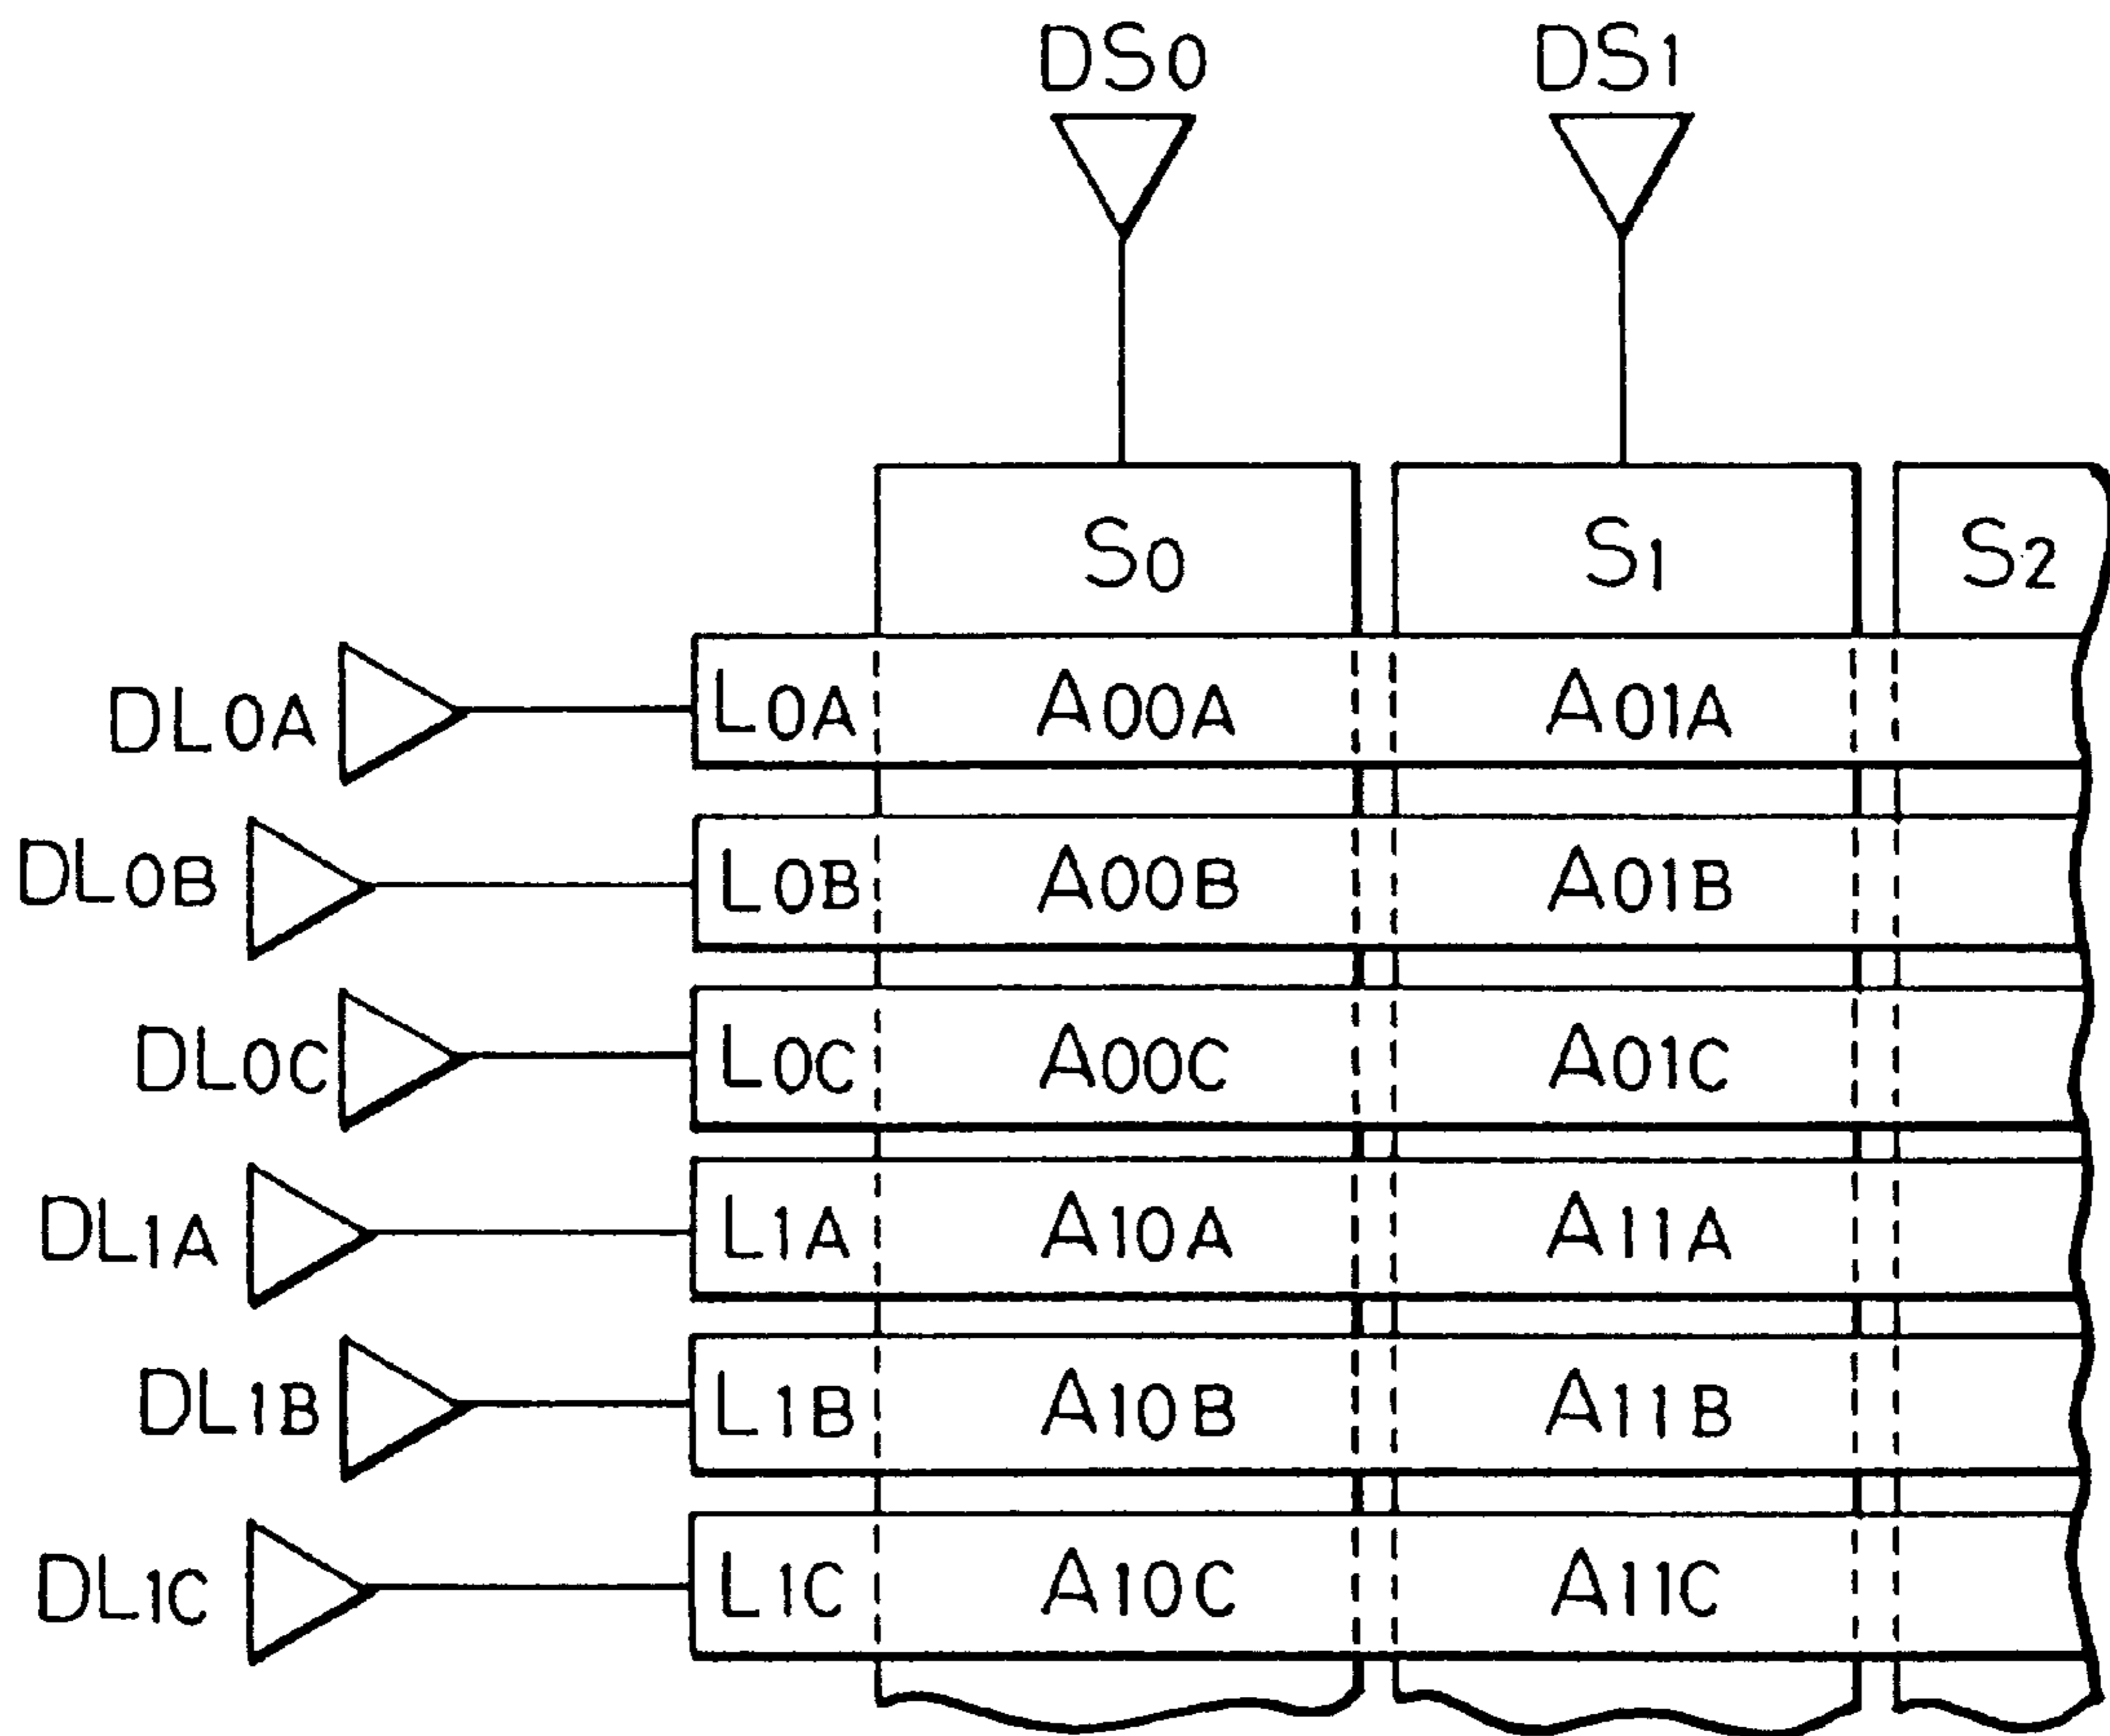 DS0 DS1
S0 S1 S2
DL0A L0A A00A A01A
DL0B L0B A00B A01B
DL0C L0C A00C A01C
DL1A L1A A10A A11A
DL1B L1B A10B A11B
DL1C L1C A10C A11C